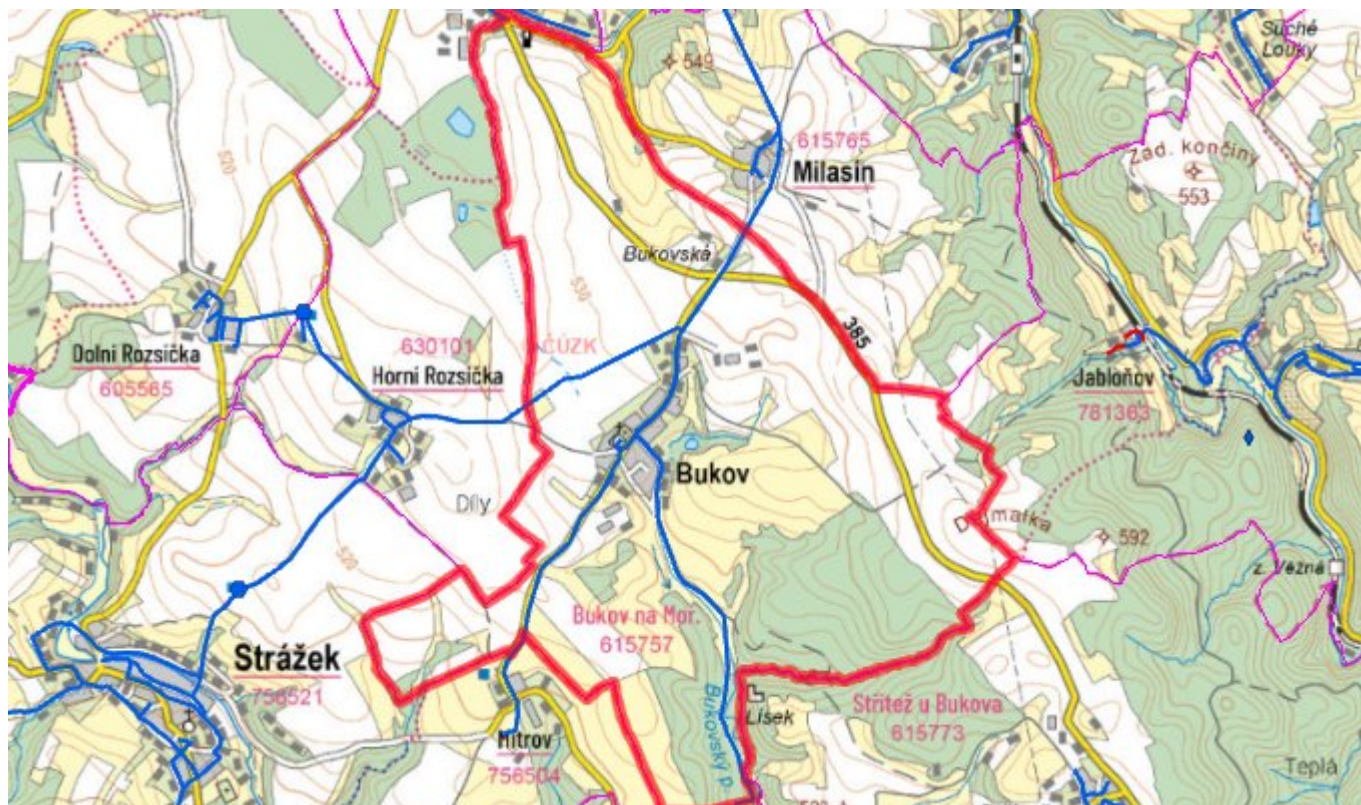 Suché
Louky
549
615765
Milasín
Zad. končiny
553
520
Bukovská
530
385
ČÚZK
Dolní Rozsíčka
605565
630101
Horní Rozsíčka
Jabloňov
781363
Bukov
Díly
592
z. Věžná
520
Bukov na Mor.
615757
Strážek
756521
Bukovský p.
Lísek
Střítež u Bukova
615773
Mitrov
756504
Teplá